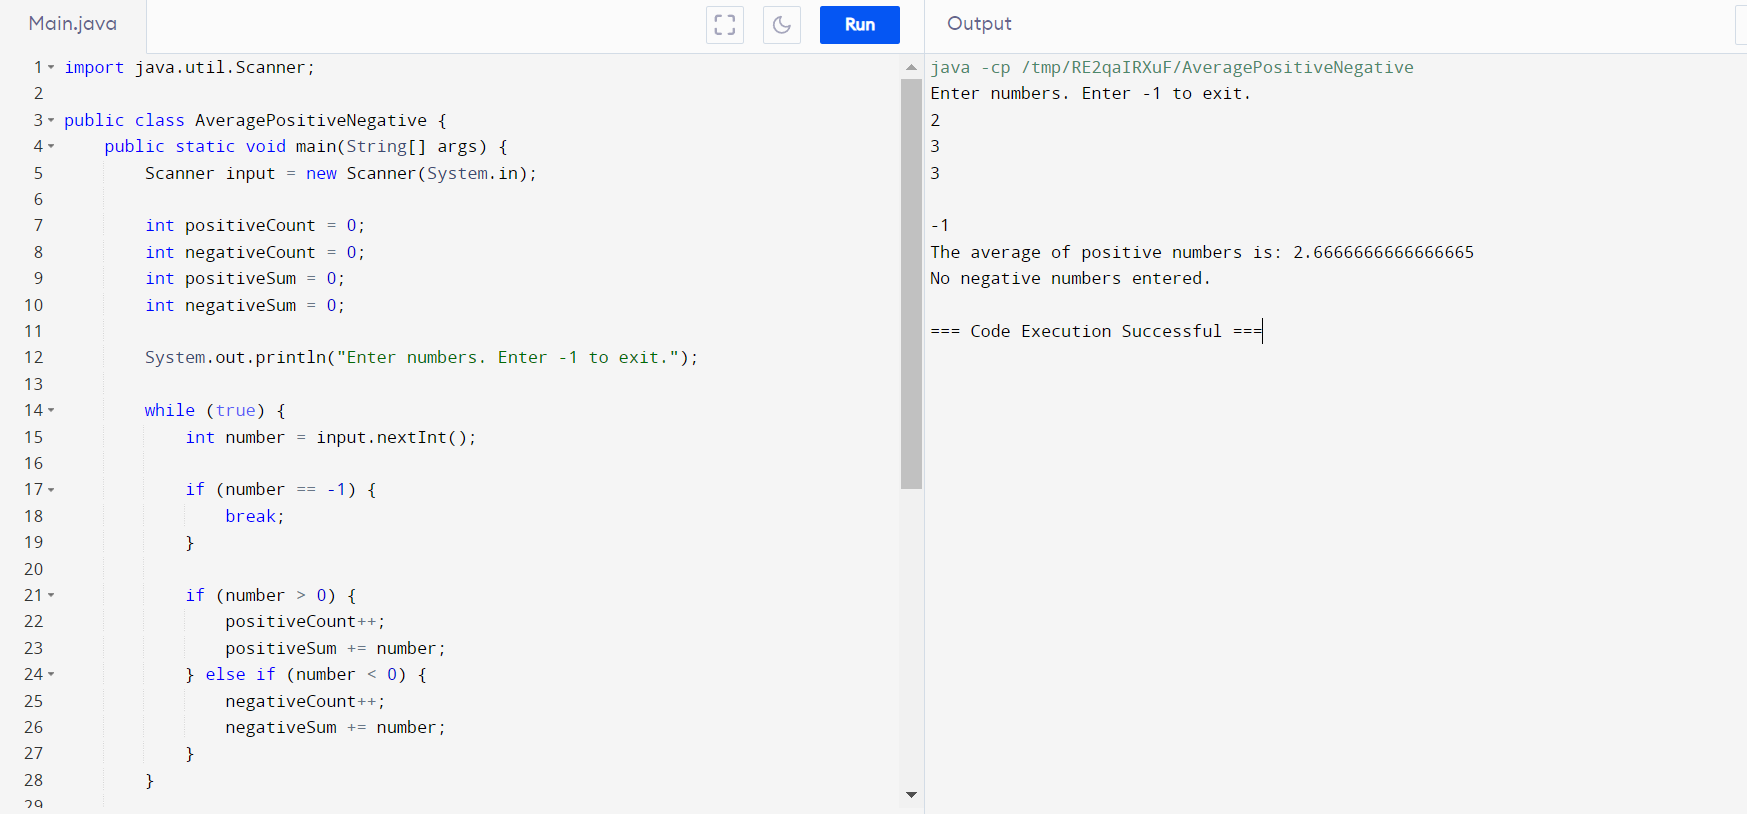 Main.java
Run
Output
1 import java.util.Scanner;
2
3 public class AveragePositiveNegative {
4     public static void main(String[] args) {
5         Scanner input = new Scanner(System.in);
6
7         int positiveCount = 0;
8         int negativeCount = 0;
9         int positiveSum = 0;
10         int negativeSum = 0;
11
12         System.out.println("Enter numbers. Enter -1 to exit.");
13
14         while (true) {
15             int number = input.nextInt();
16
17             if (number == -1) {
18                 break;
19             }
20
21             if (number > 0) {
22                 positiveCount++;
23                 positiveSum += number;
24             } else if (number < 0) {
25                 negativeCount++;
26                 negativeSum += number;
27             }
28         }
29
java -cp /tmp/RE2qaIRXuF/AveragePositiveNegative
Enter numbers. Enter -1 to exit.
2
3
3
-1
The average of positive numbers is: 2.6666666666666665
No negative numbers entered.
=== Code Execution Successful ===